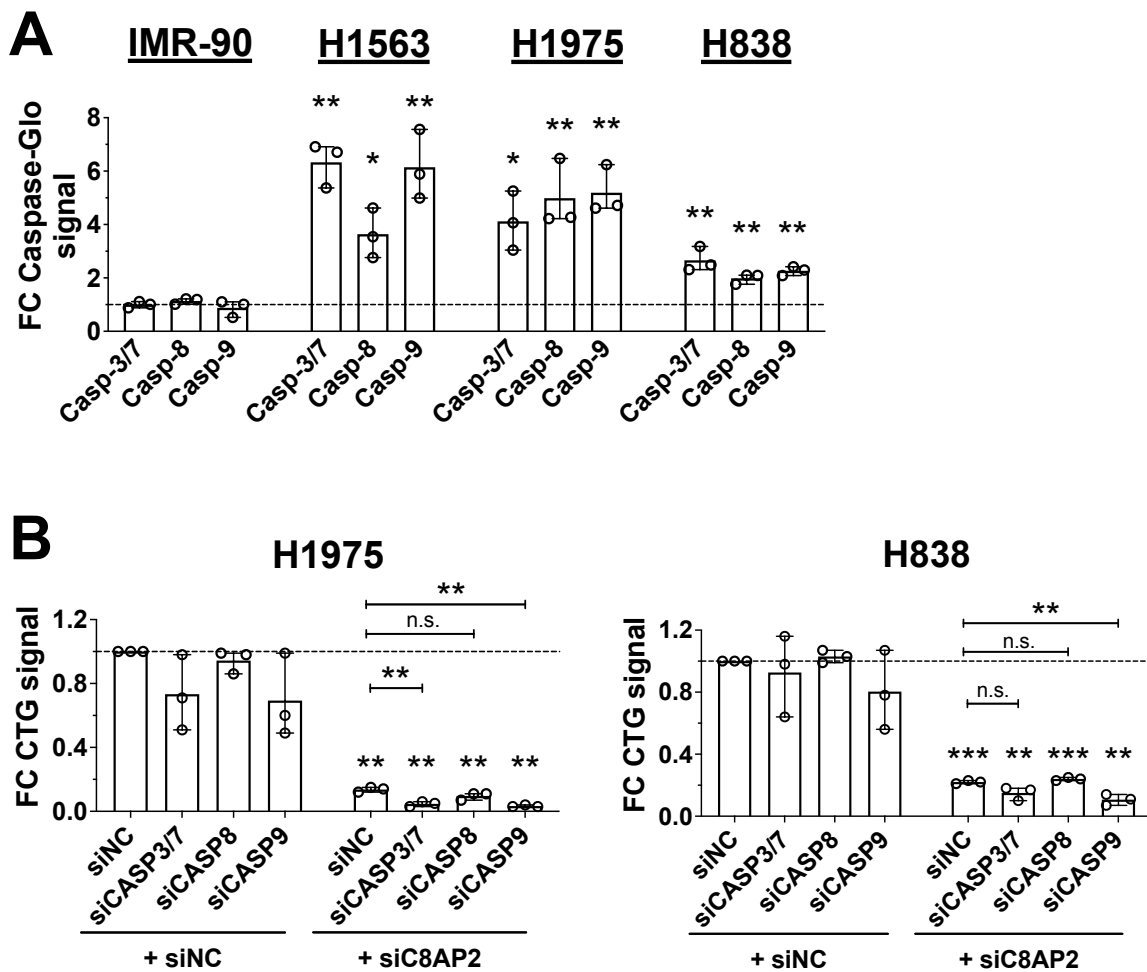 A
IMR-90 H1563 H1975 H838
FC Caspase-Glo
signal
8
6
4
2
0
** * ** * ** ** ** ** **
Casp-3/7 Casp-8 Casp-9 Casp-3/7 Casp-8 Casp-9 Casp-3/7 Casp-8 Casp-9 Casp-3/7 Casp-8 Casp-9
B
H1975
FC CTG signal
1.2
0.8
0.4
0.0
**
n.s.
**
** ** ** **
siNC siCASP3/7 siCASP8 siCASP9 siNC siCASP3/7 siCASP8 siCASP9
+ siNC + siC8AP2
H838
FC CTG signal
1.2
0.8
0.4
0.0
**
n.s.
n.s.
*** ** *** **
siNC siCASP3/7 siCASP8 siCASP9 siNC siCASP3/7 siCASP8 siCASP9
+ siNC + siC8AP2